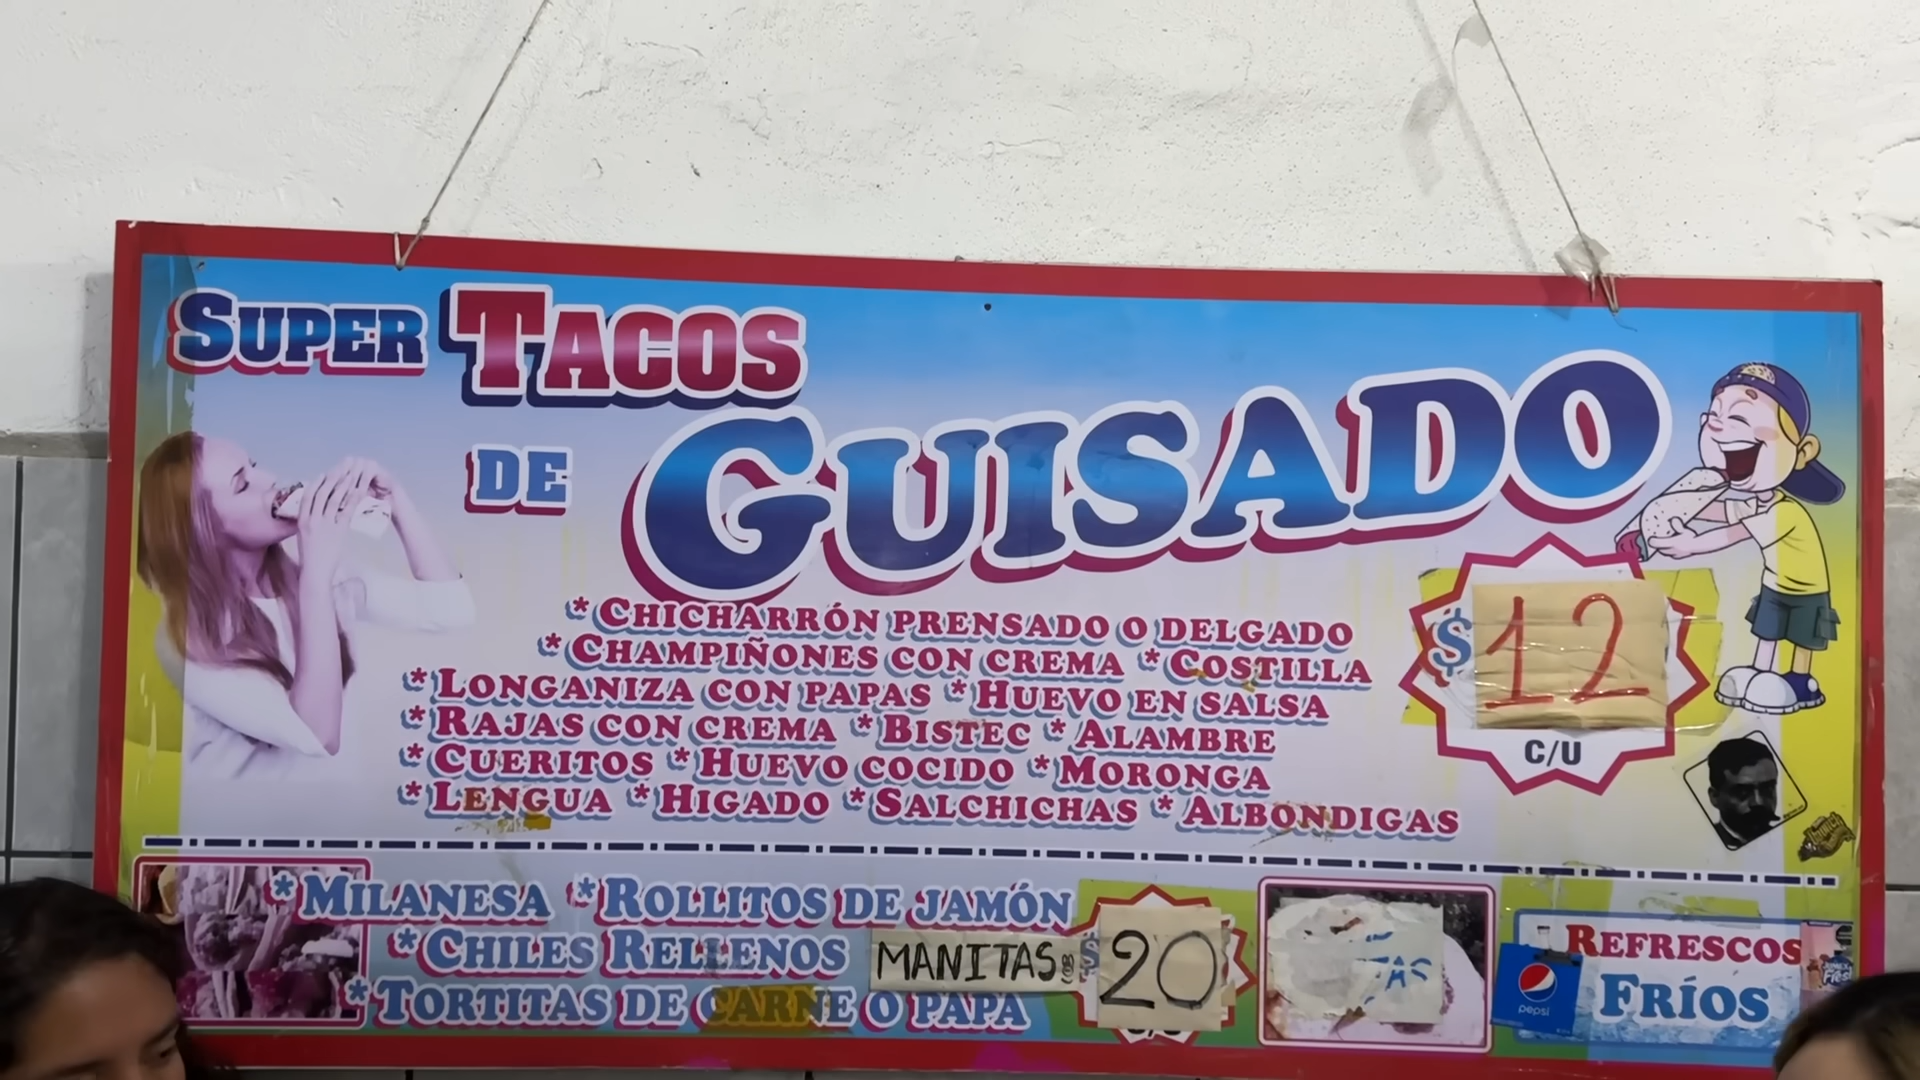 SUPER TACOS
DE GUISADO
* CHICHARRÓN PRENSADO O DELGADO
* CHAMPIÑONES CON CREMA * COSTILLA
* LONGANIZA CON PAPAS * HUEVO EN SALSA
* RAJAS CON CREMA * BISTEC * ALAMBRE
* CUERITOS * HUEVO COCIDO * MORONGA
* LENGUA * HIGADO * SALCHICHAS * ALBONDIGAS
$12
C/U
* MILANESA * ROLLITOS DE JAMÓN
* CHILES RELLENOS MANITAS
* TORTITAS DE CARNE O PAPA
$20
REFRESCOS
FRÍOS
pepsi